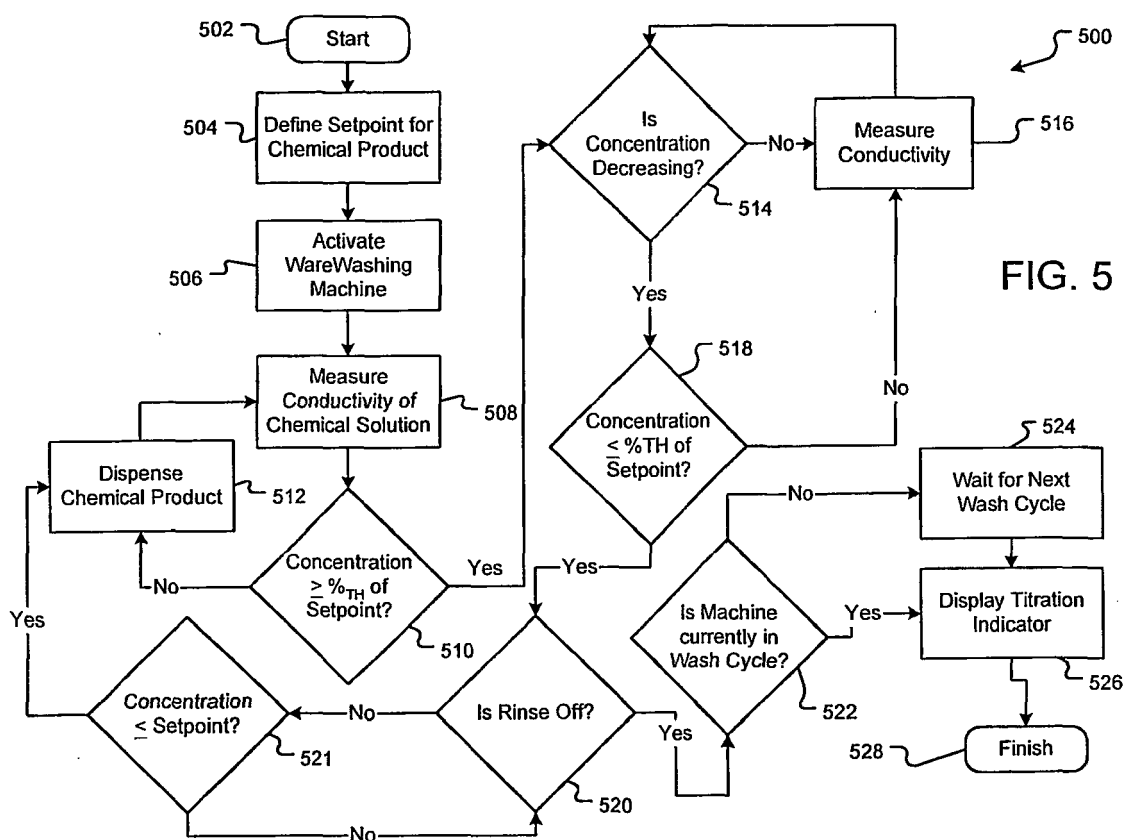 502
Start
504
Define Setpoint for
Chemical Product
506
Activate
WareWashing
Machine
Measure
Conductivity of
Chemical Solution
508
Dispense
Chemical Product
512
No
Concentration
≥ %TH of
Setpoint?
510
Yes
Yes
Concentration
≤ Setpoint?
521
No
Is Rinse Off?
520
No
Yes
500
Is
Concentration
Decreasing?
514
No
Measure
Conductivity
516
Yes
FIG. 5
518
Concentration
≤ %TH of
Setpoint?
No
Yes
524
Wait for Next
Wash Cycle
No
Is Machine
currently in
Wash Cycle?
522
Yes
Display Titration
Indicator
526
528
Finish